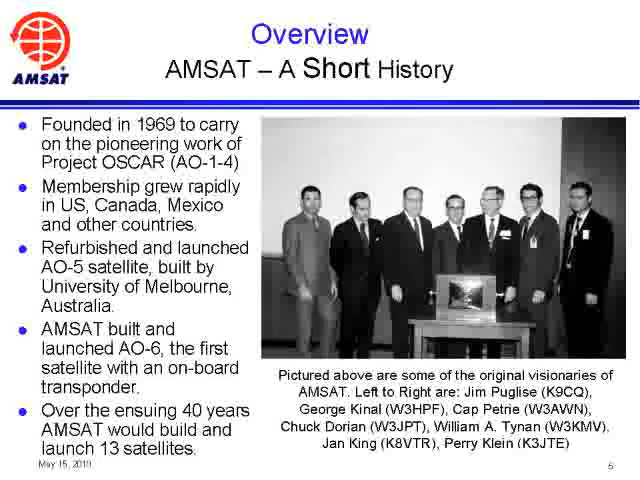 AMSAT
Overview
AMSAT – A Short History
Founded in 1969 to carry
on the pioneering work of
Project OSCAR (AO-1-4)
Membership grew rapidly
in US, Canada, Mexico
and other countries.
Refurbished and launched
AO-5 satellite, built by
University of Melbourne,
Australia.
AMSAT built and
launched AO-6, the first
satellite with an on-board
transponder.
Over the ensuing 40 years
AMSAT would build and
launch 13 satellites.
Pictured above are some of the original visionaries of
AMSAT. Left to Right are: Jim Puglise (K9CQ),
George Kinal (W3HPF), Cap Petrie (W3AWN),
Chuck Dorian (W3JPT), William A. Tynan (W3KMV),
Jan King (K8VTR), Perry Klein (K3JTE)
May 15, 2010
5